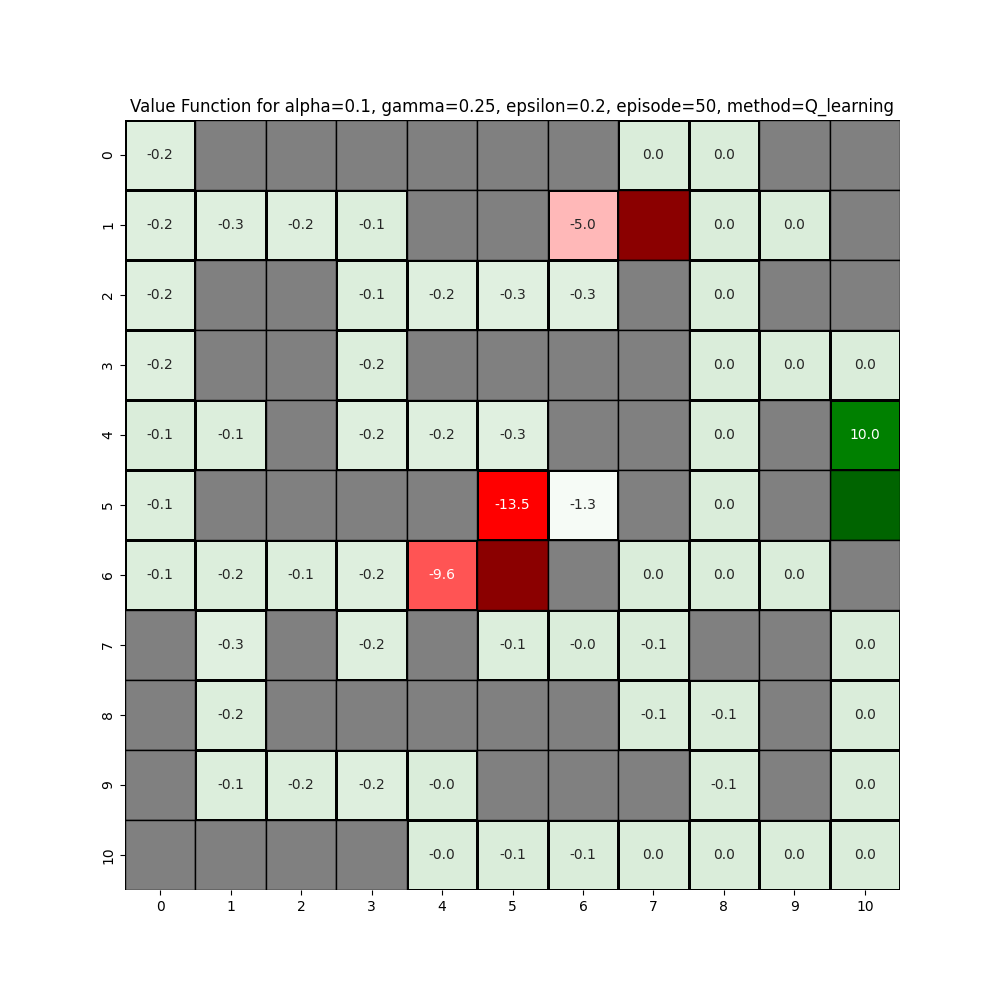 Value Function for alpha=0.1, gamma=0.25, epsilon=0.2, episode=50, method=Q_learning
0 -0.2 0.0 0.0
1 -0.2 -0.3 -0.2 -0.1 -5.0 0.0 0.0
2 -0.2 -0.1 -0.2 -0.3 -0.3 0.0
3 -0.2 -0.2 0.0 0.0 0.0
4 -0.1 -0.1 -0.2 -0.2 -0.3 0.0 10.0
5 -0.1 -13.5 -1.3 0.0
6 -0.1 -0.2 -0.1 -0.2 -9.6 0.0 0.0 0.0
7 -0.3 -0.2 -0.1 -0.0 -0.1 0.0
8 -0.2 -0.1 -0.1 0.0
9 -0.1 -0.2 -0.2 -0.0 -0.1 0.0
10 -0.0 -0.1 -0.1 0.0 0.0 0.0 0.0
0 1 2 3 4 5 6 7 8 9 10